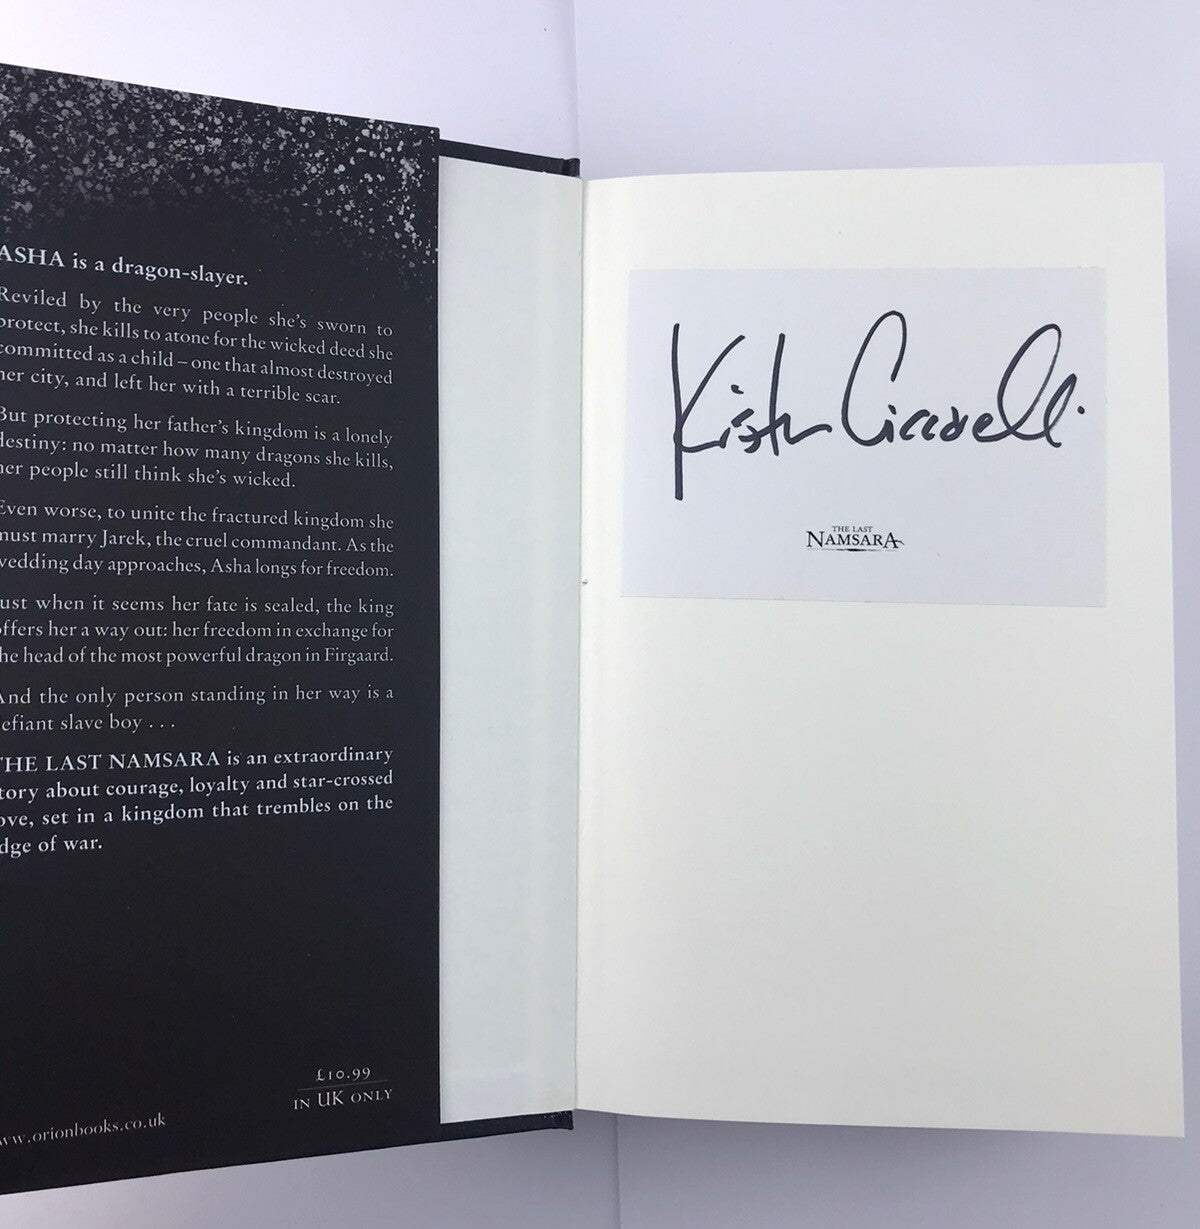 ASHA is a dragon-slayer.
Reviled by the very people she's sworn to
protect, she kills to atone for the wicked deed she
committed as a child – one that almost destroyed
her city, and left her with a terrible scar.
But protecting her father's kingdom is a lonely
destiny: no matter how many dragons she kills,
her people still think she's wicked.
Even worse, to unite the fractured kingdom she
must marry Jarek, the cruel commandant. As the
wedding day approaches, Asha longs for freedom.
Just when it seems her fate is sealed, the king
offers her a way out: her freedom in exchange for
the head of the most powerful dragon in Firgaard.
And the only person standing in her way is a
defiant slave boy . . .
THE LAST NAMSARA is an extraordinary
story about courage, loyalty and star-crossed
love, set in a kingdom that trembles on the
edge of war.
£10.99
IN UK ONLY
www.orionbooks.co.uk
Kristen Ciccarelli
THE LAST
NAMSARA